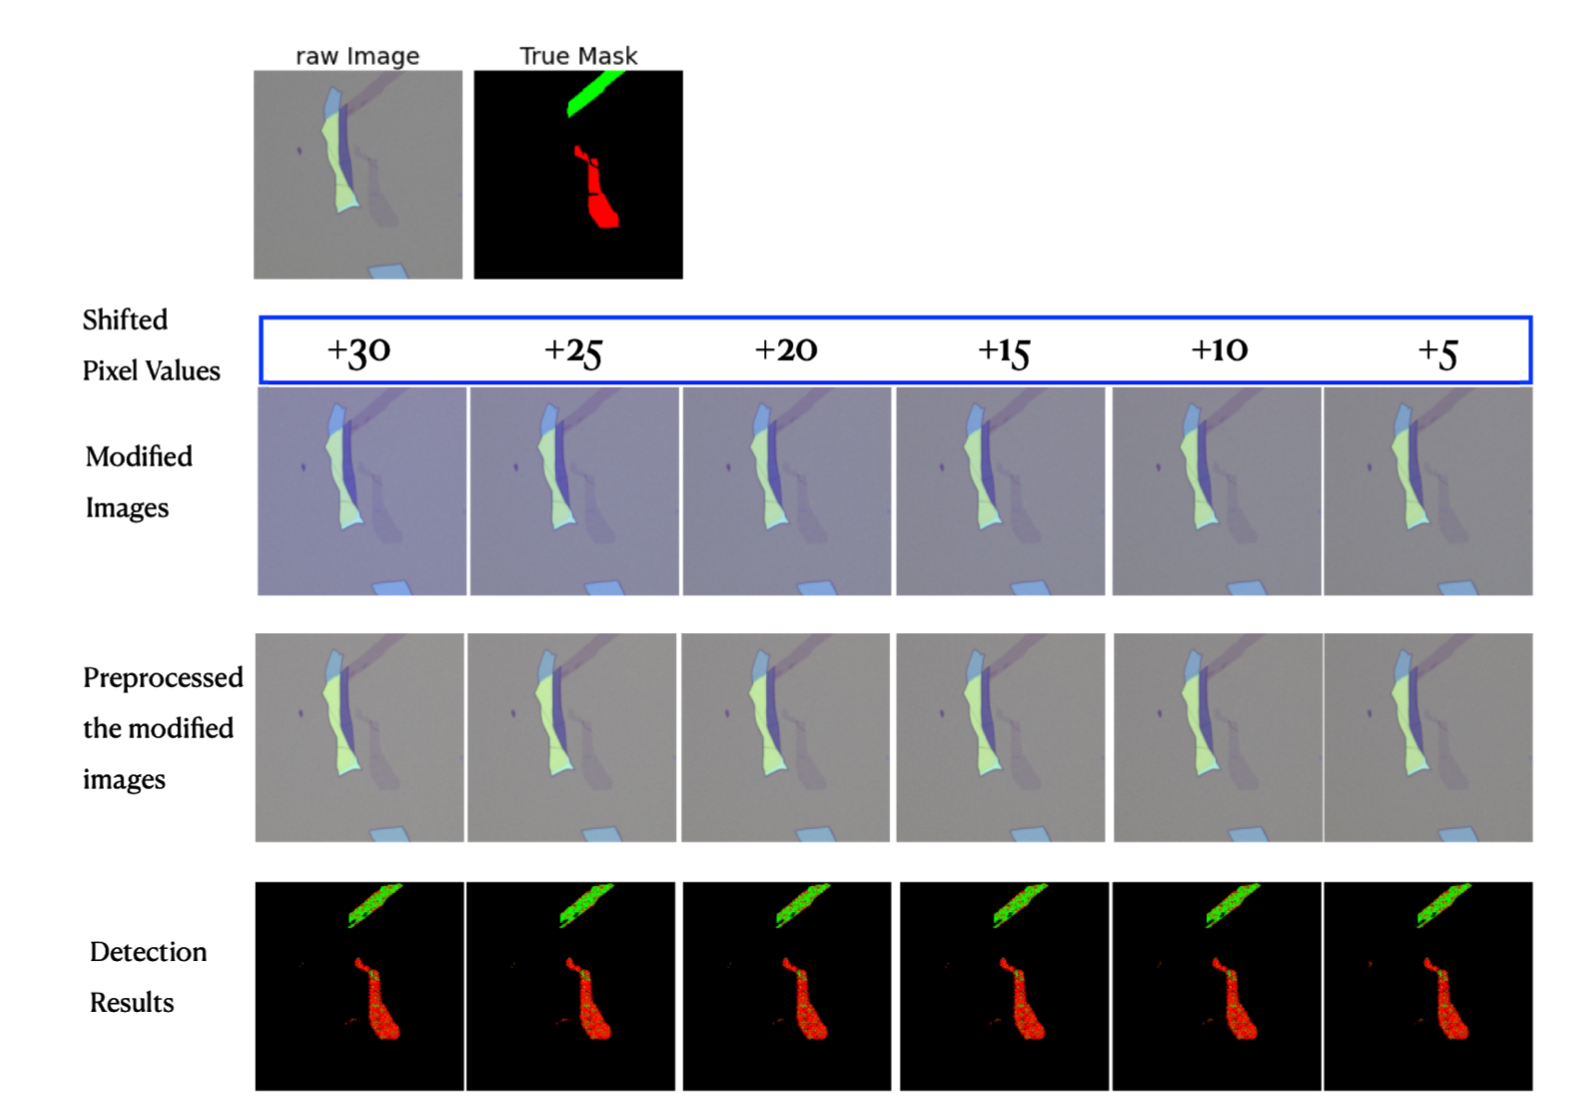 raw Image
True Mask
Shifted
Pixel Values
+30
+25
+20
+15
+10
+5
Modified
Images
Preprocessed
the modified
images
Detection
Results